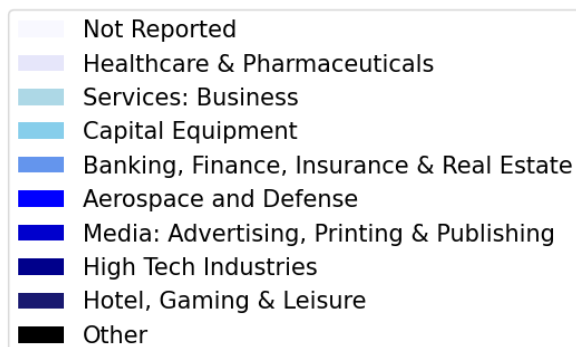 Not Reported
Healthcare & Pharmaceuticals
Services: Business
Capital Equipment
Banking, Finance, Insurance & Real Estate
Aerospace and Defense
Media: Advertising, Printing & Publishing
High Tech Industries
Hotel, Gaming & Leisure
Other